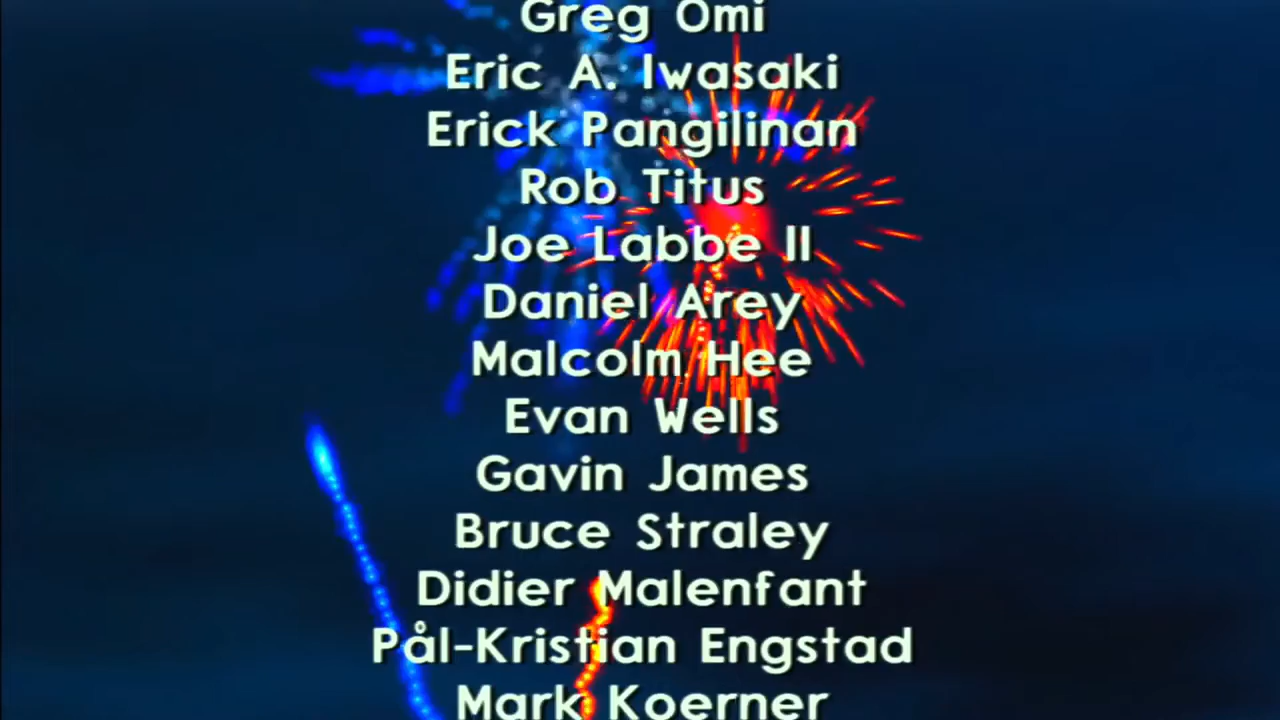 Greg Omi
Eric A. Iwasaki
Erick Pangilinan
Rob Titus
Joe Labbe II
Daniel Arey
Malcolm Hee
Evan Wells
Gavin James
Bruce Straley
Didier Malenfant
Pål-Kristian Engstad
Mark Koerner